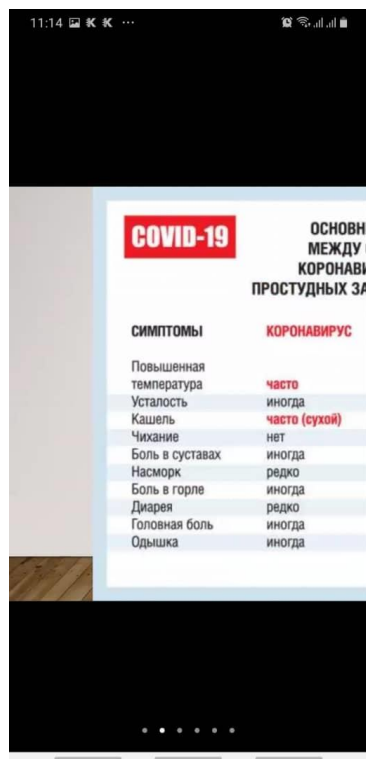 11:14
COVID-19
ОСНОВН
МЕЖДУ
КОРОНАВИ
ПРОСТУДНЫХ ЗА
СИМПТОМЫ КОРОНАВИРУС
Повышенная
температура часто
Усталость иногда
Кашель часто (сухой)
Чихание нет
Боль в суставах иногда
Насморк редко
Боль в горле иногда
Диарея редко
Головная боль иногда
Одышка иногда